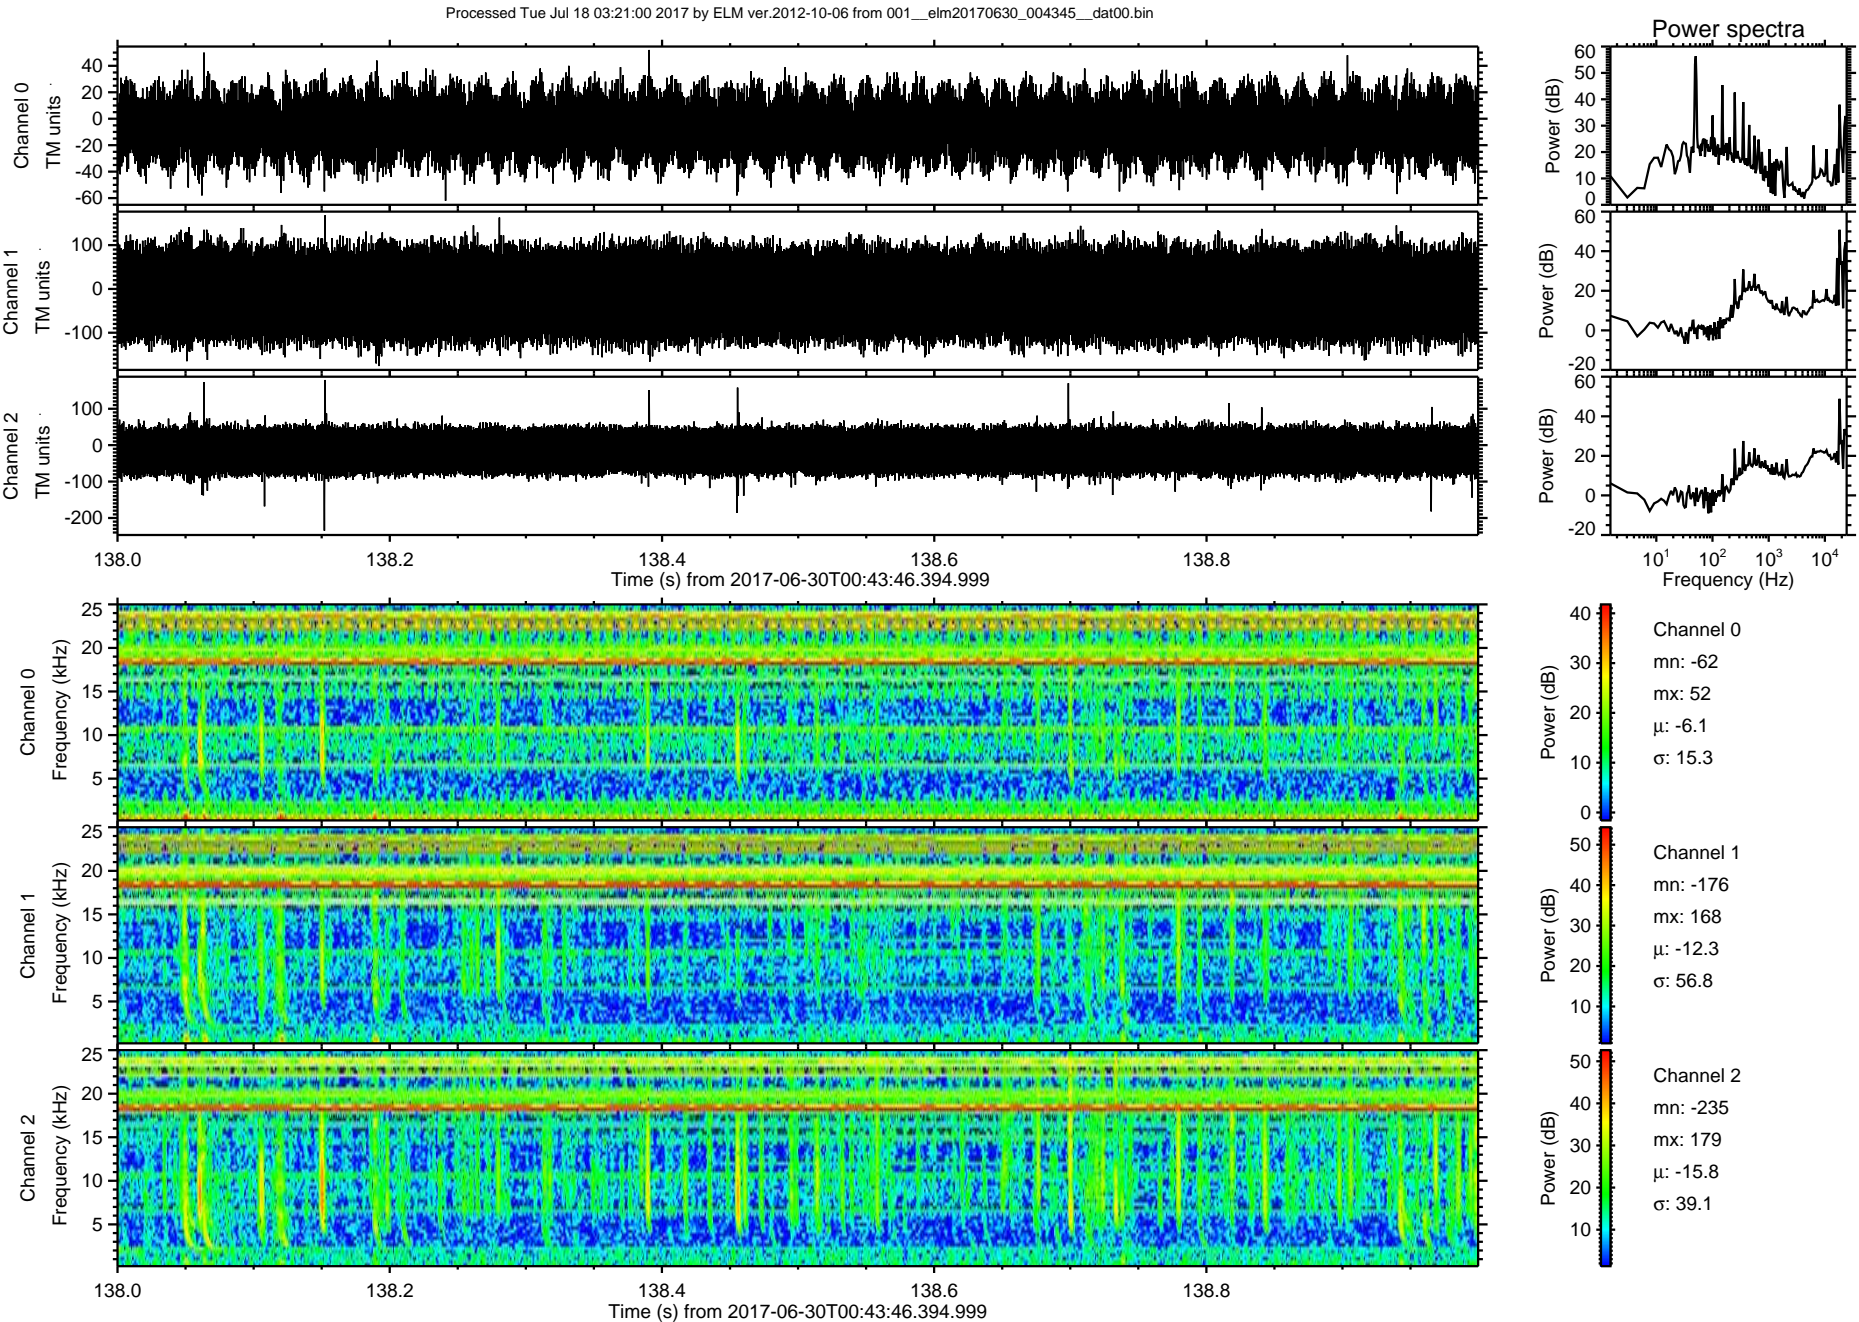 Processed Tue Jul 18 03:21:00 2017 by ELM ver.2012-10-06 from 001__elm20170630_004345__dat00.bin
Power spectra
Channel 0
TM units
40
20
0
-20
-40
-60
Power (dB)
60
50
40
30
20
10
0
Channel 1
TM units
100
0
-100
Power (dB)
60
40
20
0
-20
Channel 2
TM units
100
0
-100
-200
Power (dB)
60
40
20
0
-20
138.0 138.2 138.4 138.6 138.8
Time (s) from 2017-06-30T00:43:46.394.999
10^1 10^2 10^3 10^4
Frequency (Hz)
Channel 0
Frequency (kHz)
25
20
15
10
5
Power (dB)
40
30
20
10
0
Channel 0
mn: -62
mx: 52
μ: -6.1
σ: 15.3
Channel 1
Frequency (kHz)
25
20
15
10
5
Power (dB)
50
40
30
20
10
Channel 1
mn: -176
mx: 168
μ: -12.3
σ: 56.8
Channel 2
Frequency (kHz)
25
20
15
10
5
Power (dB)
50
40
30
20
10
Channel 2
mn: -235
mx: 179
μ: -15.8
σ: 39.1
138.0 138.2 138.4 138.6 138.8
Time (s) from 2017-06-30T00:43:46.394.999